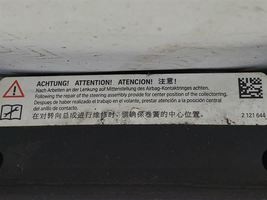 ACHTUNG! ATTENTION! ATENCION! 注意!
Nach Arbeiten an der Lenkung auf Mittenstellung des Airbag-Kontaktringes achten.
Following the repair of the steering assembly provide for center position of the collectorring.
Despues de haber realizado el trabajo en el volante, prestar atención a la posición central
del anillo de contacto.
在对转向总成进行维修时, 请确保卷簧的中心位置。
2 121 644